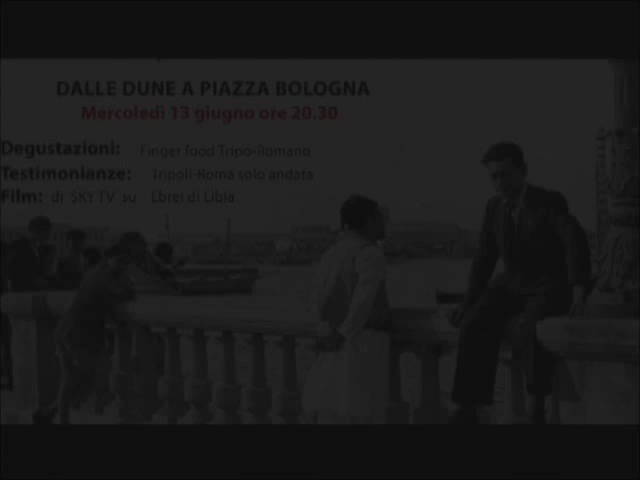 DALLE DUNE A PIAZZA BOLOGNA
Mercoledì 13 giugno ore 20.30
Degustazioni: Finger food Tripo-Romano
Testimonianze: Tripoli-Roma solo andata
Film: di SKY TV su Ebrei di Libia